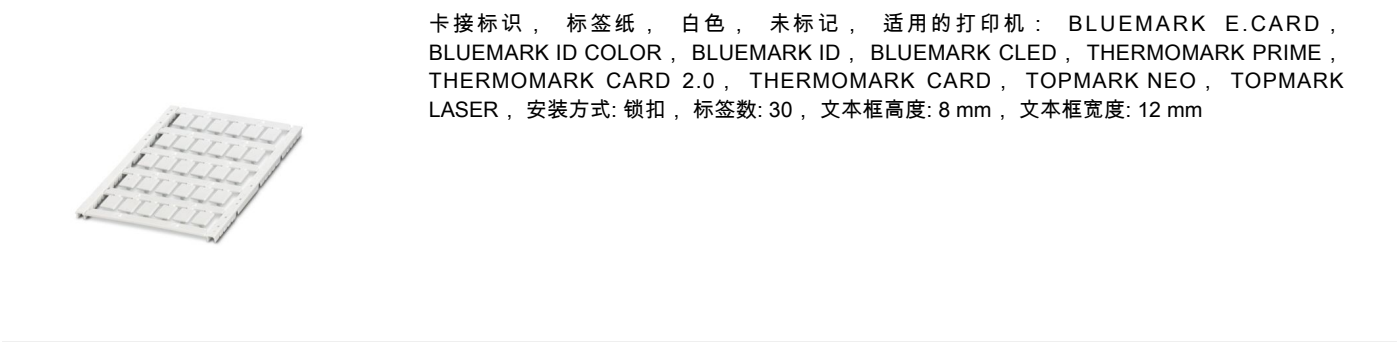 卡接标识， 标签纸， 白色， 未标记， 适用的打印机： BLUEMARK E.CARD，
BLUEMARK ID COLOR， BLUEMARK ID， BLUEMARK CLED， THERMOMARK PRIME，
THERMOMARK CARD 2.0， THERMOMARK CARD， TOPMARK NEO， TOPMARK
LASER， 安装方式: 锁扣， 标签数: 30， 文本框高度: 8 mm， 文本框宽度: 12 mm